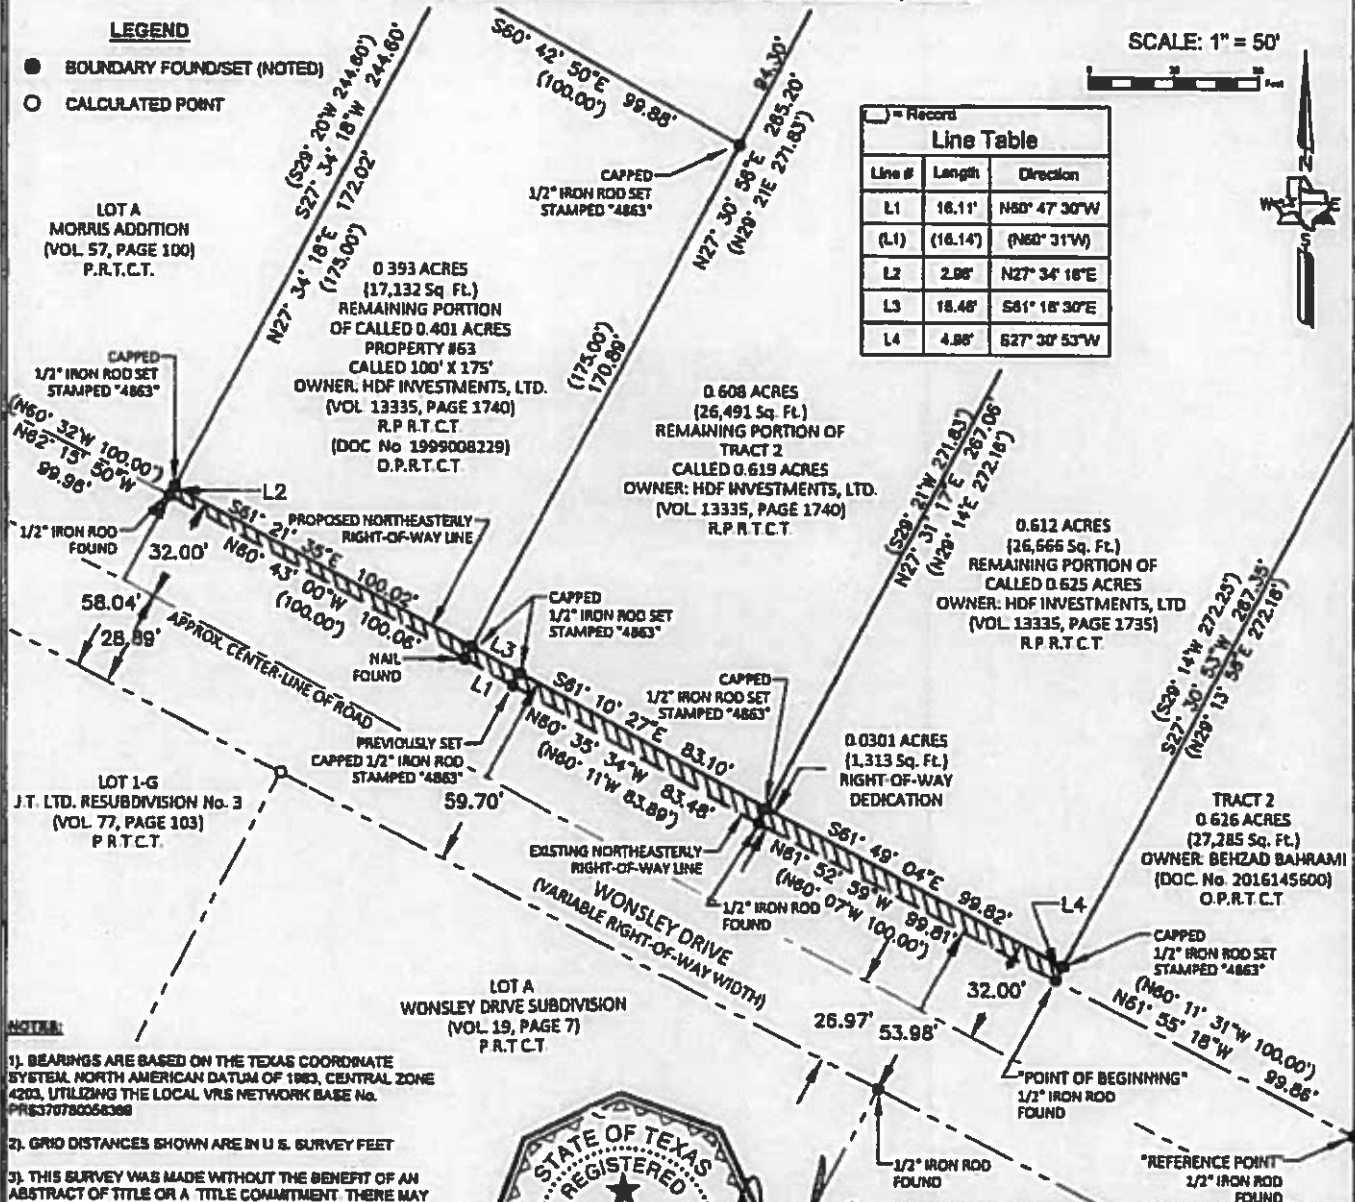 LEGEND
BOUNDARY FOUND/SET (NOTED)
CALCULATED POINT
(S29° 20'W 244.60')
S27° 34' 18"W 244.60'
N27° 34' 18"E 172.02'
(175.00')
S60° 42' 50"E 99.88'
(100.00')
94.30'
N27° 30' 58"E 265.20'
(N29° 21E 271.83')
(175.00')
170.89'
CAPPED
1/2" IRON ROD SET
STAMPED "4863"
SCALE: 1" = 50'
Feet
N
W
E
S
= Record
Line Table
Line # Length Direction
L1 16.11' N60° 47' 30"W
(L1) (16.14') (N60° 31'W)
L2 2.98' N27° 34' 18"E
L3 18.46' S61° 18' 30"E
L4 4.98' S27° 30' 53"W
LOT A
MORRIS ADDITION
(VOL. 57, PAGE 100)
P.R.T.C.T.
0.393 ACRES
(17,132 Sq. Ft.)
REMAINING PORTION
OF CALLED 0.401 ACRES
PROPERTY #63
CALLED 100' X 175'
OWNER: HDF INVESTMENTS, LTD.
(VOL. 13335, PAGE 1740)
R.P.R.T.C.T.
(DOC. No. 1999008229)
O.P.R.T.C.T.
CAPPED
1/2" IRON ROD SET
STAMPED "4863"
(N60° 32'W 100.00')
N62° 15' 50"W
99.98'
1/2" IRON ROD
FOUND
L2
PROPOSED NORTHEASTERLY
RIGHT-OF-WAY LINE
S61° 21' 35"E 100.02'
N60° 43' 00"W 100.06'
(100.00')
32.00'
58.04'
28.89'
APPROX. CENTER-LINE OF ROAD
0.608 ACRES
(26,491 Sq. Ft.)
REMAINING PORTION OF
TRACT 2
CALLED 0.619 ACRES
OWNER: HDF INVESTMENTS, LTD.
(VOL. 13335, PAGE 1740)
R.P.R.T.C.T.
(S29° 21'W 271.83')
N27° 31' 17"E 267.06'
(N29° 14'E 272.18')
0.612 ACRES
(26,666 Sq. Ft.)
REMAINING PORTION OF
CALLED 0.625 ACRES
OWNER: HDF INVESTMENTS, LTD
(VOL. 13335, PAGE 1735)
R.P.R.T.C.T.
(S29° 14'W 272.23')
S27° 30' 53"W 267.35'
(N29° 13' 58"E 272.18')
CAPPED
1/2" IRON ROD SET
STAMPED "4863"
NAIL
FOUND
L3
L1
PREVIOUSLY SET
CAPPED 1/2" IRON ROD
STAMPED "4863"
CAPPED
1/2" IRON ROD SET
STAMPED "4863"
S61° 10' 27"E 83.10'
N60° 35' 34"W 83.48'
(N60° 11'W 83.89')
59.70'
0.0301 ACRES
(1,313 Sq. Ft.)
RIGHT-OF-WAY
DEDICATION
LOT 1-G
J.T. LTD. RESUBDIVISION No. 3
(VOL. 77, PAGE 103)
P.R.T.C.T.
EXISTING NORTHEASTERLY
RIGHT-OF-WAY LINE
WONSLEY DRIVE
(VARIABLE RIGHT-OF-WAY WIDTH)
1/2" IRON ROD
FOUND
S61° 49' 04"E 99.82'
N61° 52' 59"W 99.81'
(N60° 07'W 100.00')
L4
TRACT 2
0.626 ACRES
(27,285 Sq. Ft.)
OWNER: BEHZAD BAHRAMI
(DOC. No. 2016145600)
O.P.R.T.C.T.
CAPPED
1/2" IRON ROD SET
STAMPED "4863"
(N60° 11' 31"W 100.00')
N61° 55' 18"W 99.86'
32.00'
26.97'
53.98'
LOT A
WONSLEY DRIVE SUBDIVISION
(VOL. 19, PAGE 7)
P.R.T.C.T.
"POINT OF BEGINNING"
1/2" IRON ROD
FOUND
1/2" IRON ROD
FOUND
"REFERENCE POINT"
1/2" IRON ROD
FOUND
NOTES:
1). BEARINGS ARE BASED ON THE TEXAS COORDINATE
SYSTEM, NORTH AMERICAN DATUM OF 1983, CENTRAL ZONE
4203, UTILIZING THE LOCAL VRS NETWORK BASE No.
2). GRID DISTANCES SHOWN ARE IN U.S. SURVEY FEET
3). THIS SURVEY WAS MADE WITHOUT THE BENEFIT OF AN
ABSTRACT OF TITLE OR A TITLE COMMITMENT THERE MAY
STATE OF TEXAS
REGISTERED